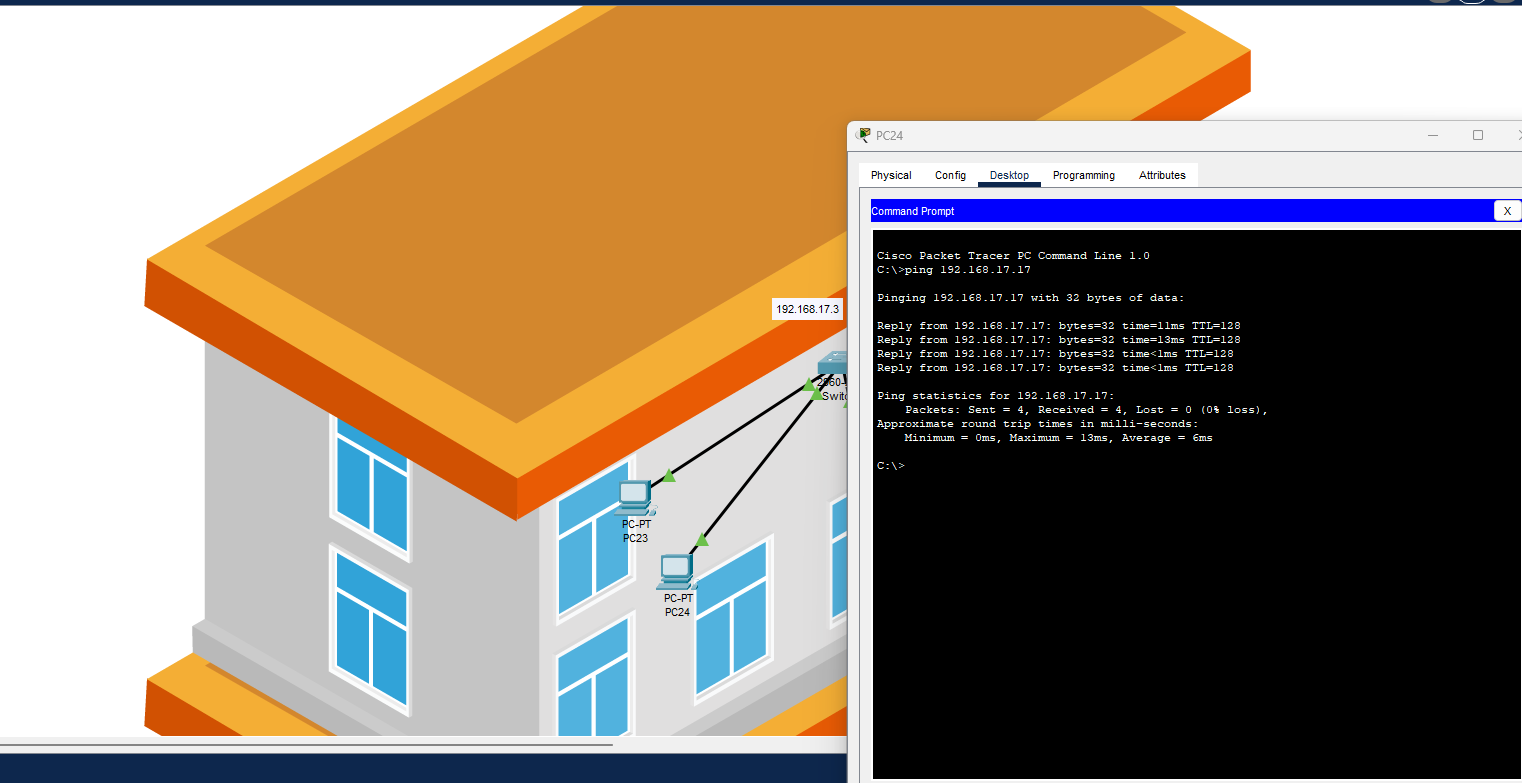 PC24
Physical Config Desktop Programming Attributes
Command Prompt
X
Cisco Packet Tracer PC Command Line 1.0
C:\>ping 192.168.17.17
Pinging 192.168.17.17 with 32 bytes of data:
Reply from 192.168.17.17: bytes=32 time=11ms TTL=128
Reply from 192.168.17.17: bytes=32 time=13ms TTL=128
Reply from 192.168.17.17: bytes=32 time<1ms TTL=128
Reply from 192.168.17.17: bytes=32 time<1ms TTL=128
Ping statistics for 192.168.17.17:
Packets: Sent = 4, Received = 4, Lost = 0 (0% loss),
Approximate round trip times in milli-seconds:
Minimum = 0ms, Maximum = 13ms, Average = 6ms
C:\>
192.168.17.3
PC-PT
PC23
PC-PT
PC24